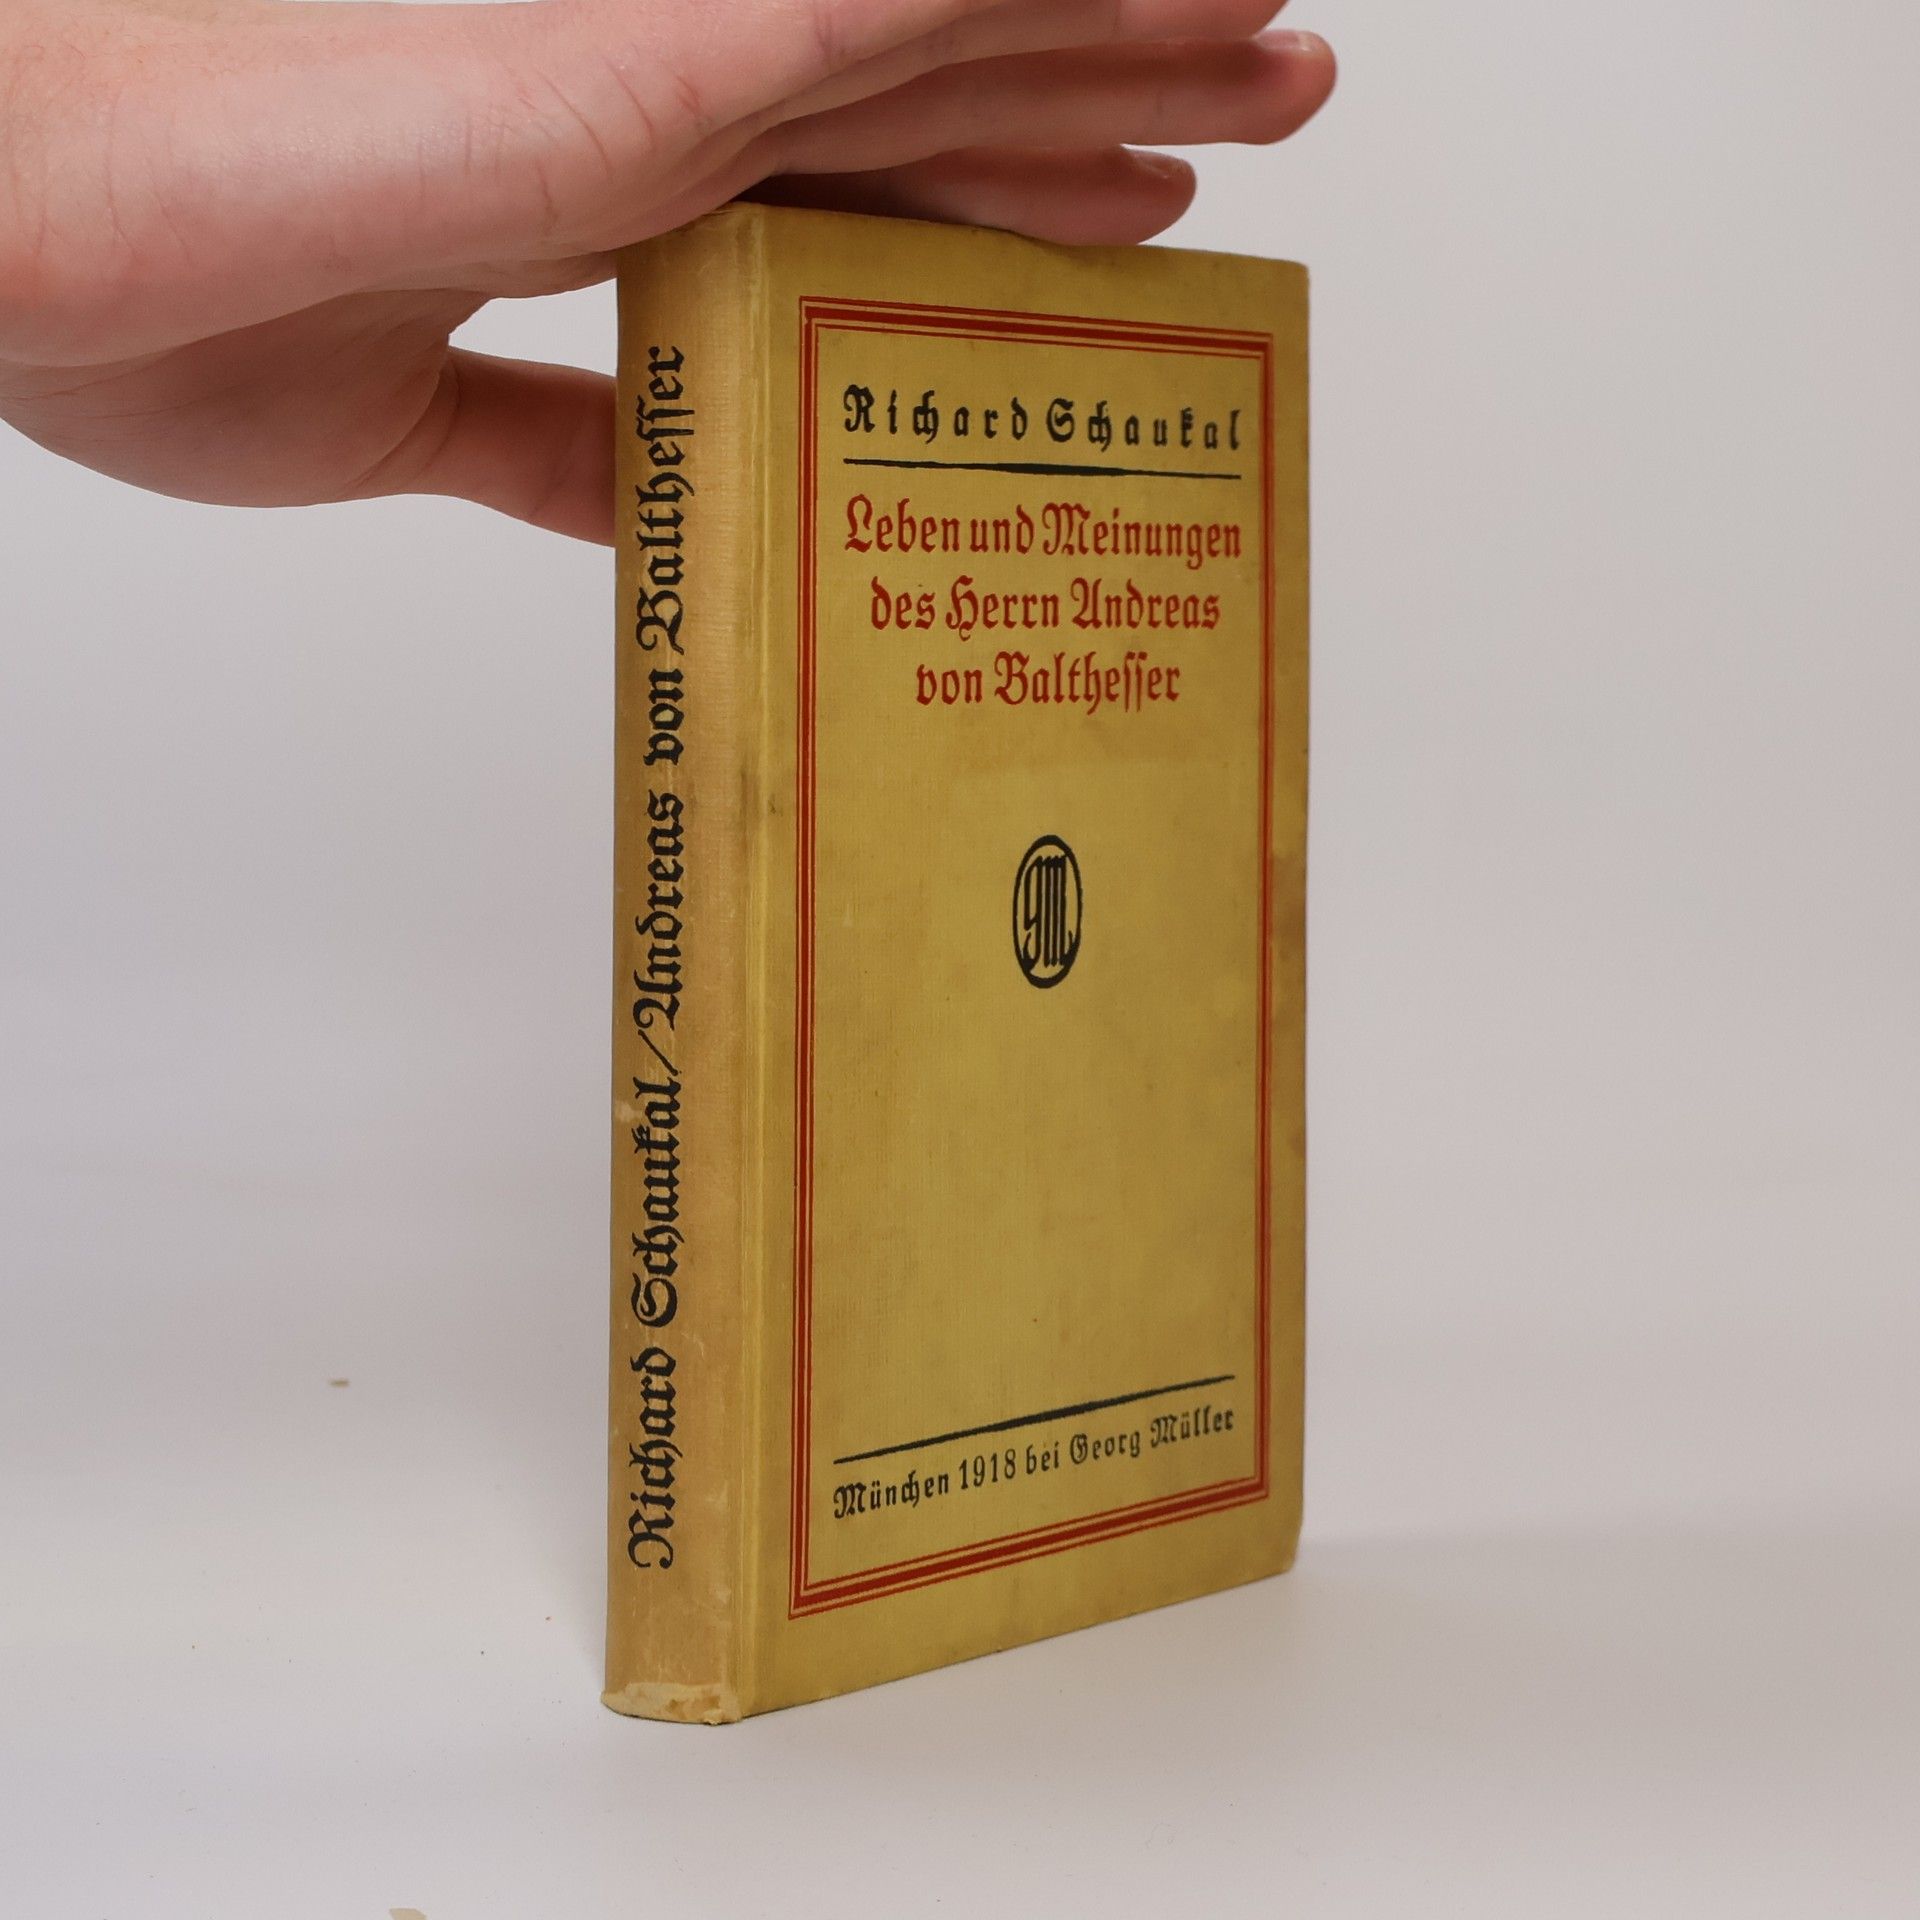 Richard Schaukal/Andreas von Balthesser
Richard Schaukal
Leben und Meinungen
des Herrn Andreas
von Balthesser
GM
München 1918 bei Georg Müller